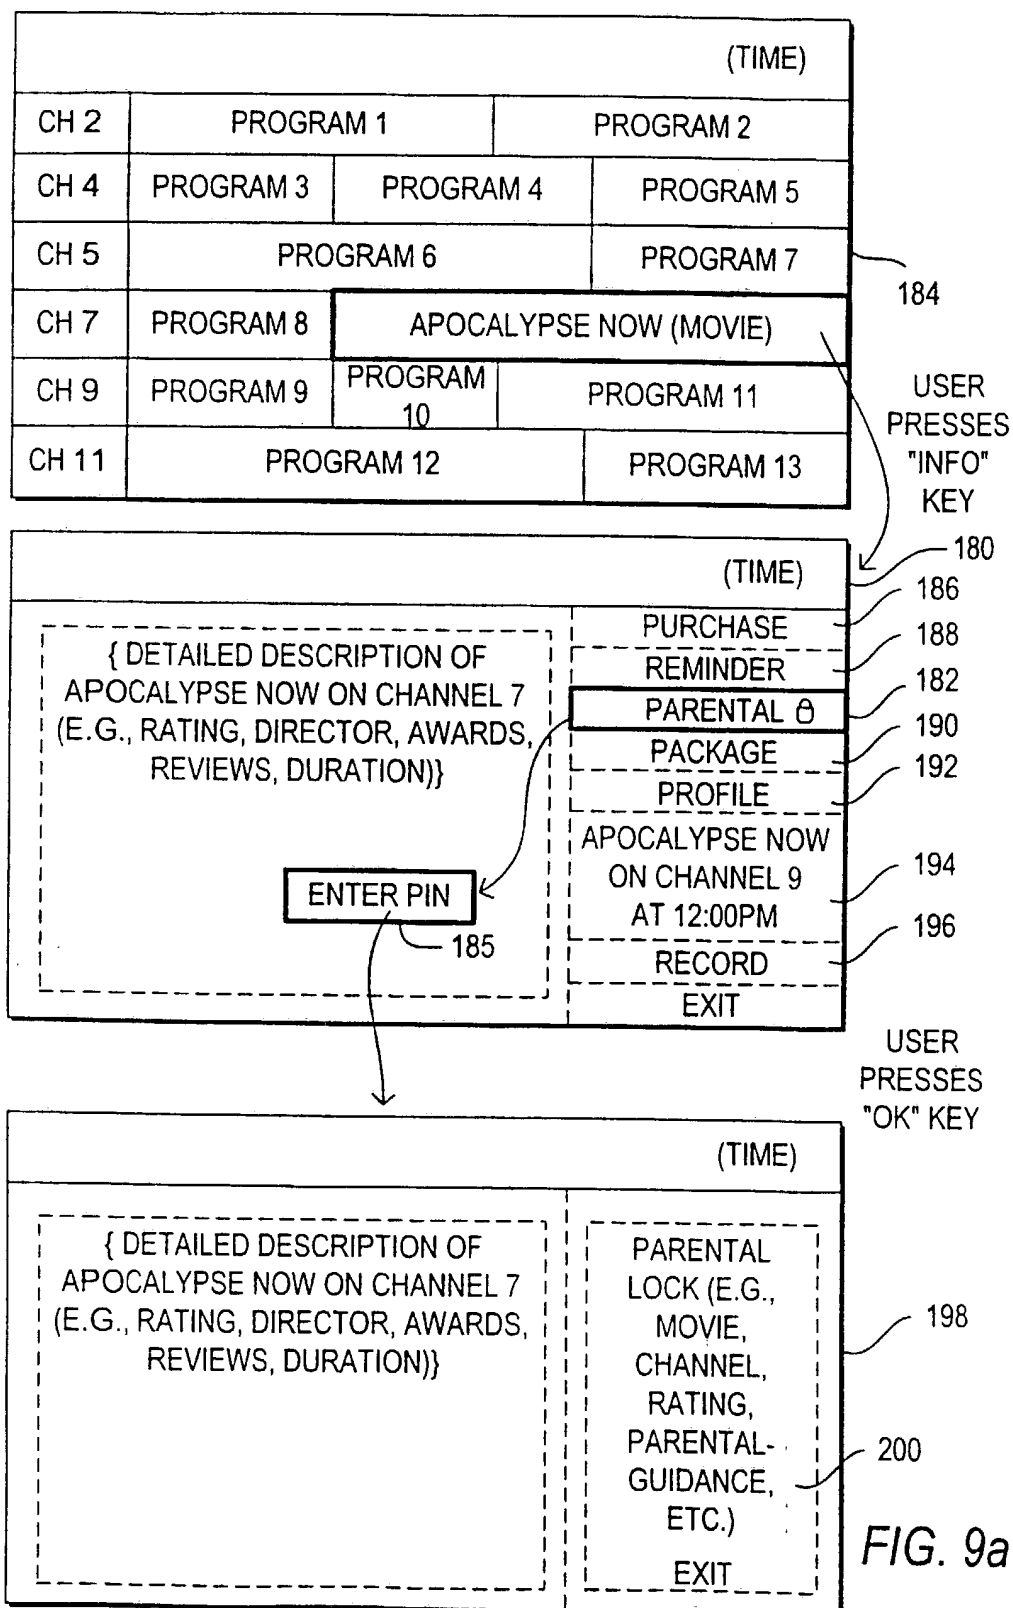 (TIME)
CH 2 PROGRAM 1 PROGRAM 2
CH 4 PROGRAM 3 PROGRAM 4 PROGRAM 5
CH 5 PROGRAM 6 PROGRAM 7
184
CH 7 PROGRAM 8 APOCALYPSE NOW (MOVIE)
CH 9 PROGRAM 9 PROGRAM 10 PROGRAM 11
CH 11 PROGRAM 12 PROGRAM 13
USER
PRESSES
"INFO"
KEY
(TIME)
180
{ DETAILED DESCRIPTION OF
APOCALYPSE NOW ON CHANNEL 7
(E.G., RATING, DIRECTOR, AWARDS,
REVIEWS, DURATION)}
ENTER PIN
185
PURCHASE
186
REMINDER
188
PARENTAL
182
PACKAGE
190
PROFILE
192
APOCALYPSE NOW
ON CHANNEL 9
AT 12:00PM
194
RECORD
196
EXIT
USER
PRESSES
"OK" KEY
(TIME)
{ DETAILED DESCRIPTION OF
APOCALYPSE NOW ON CHANNEL 7
(E.G., RATING, DIRECTOR, AWARDS,
REVIEWS, DURATION)}
PARENTAL
LOCK (E.G.,
MOVIE,
CHANNEL,
RATING,
PARENTAL-
GUIDANCE,
ETC.)
EXIT
198
200
FIG. 9a